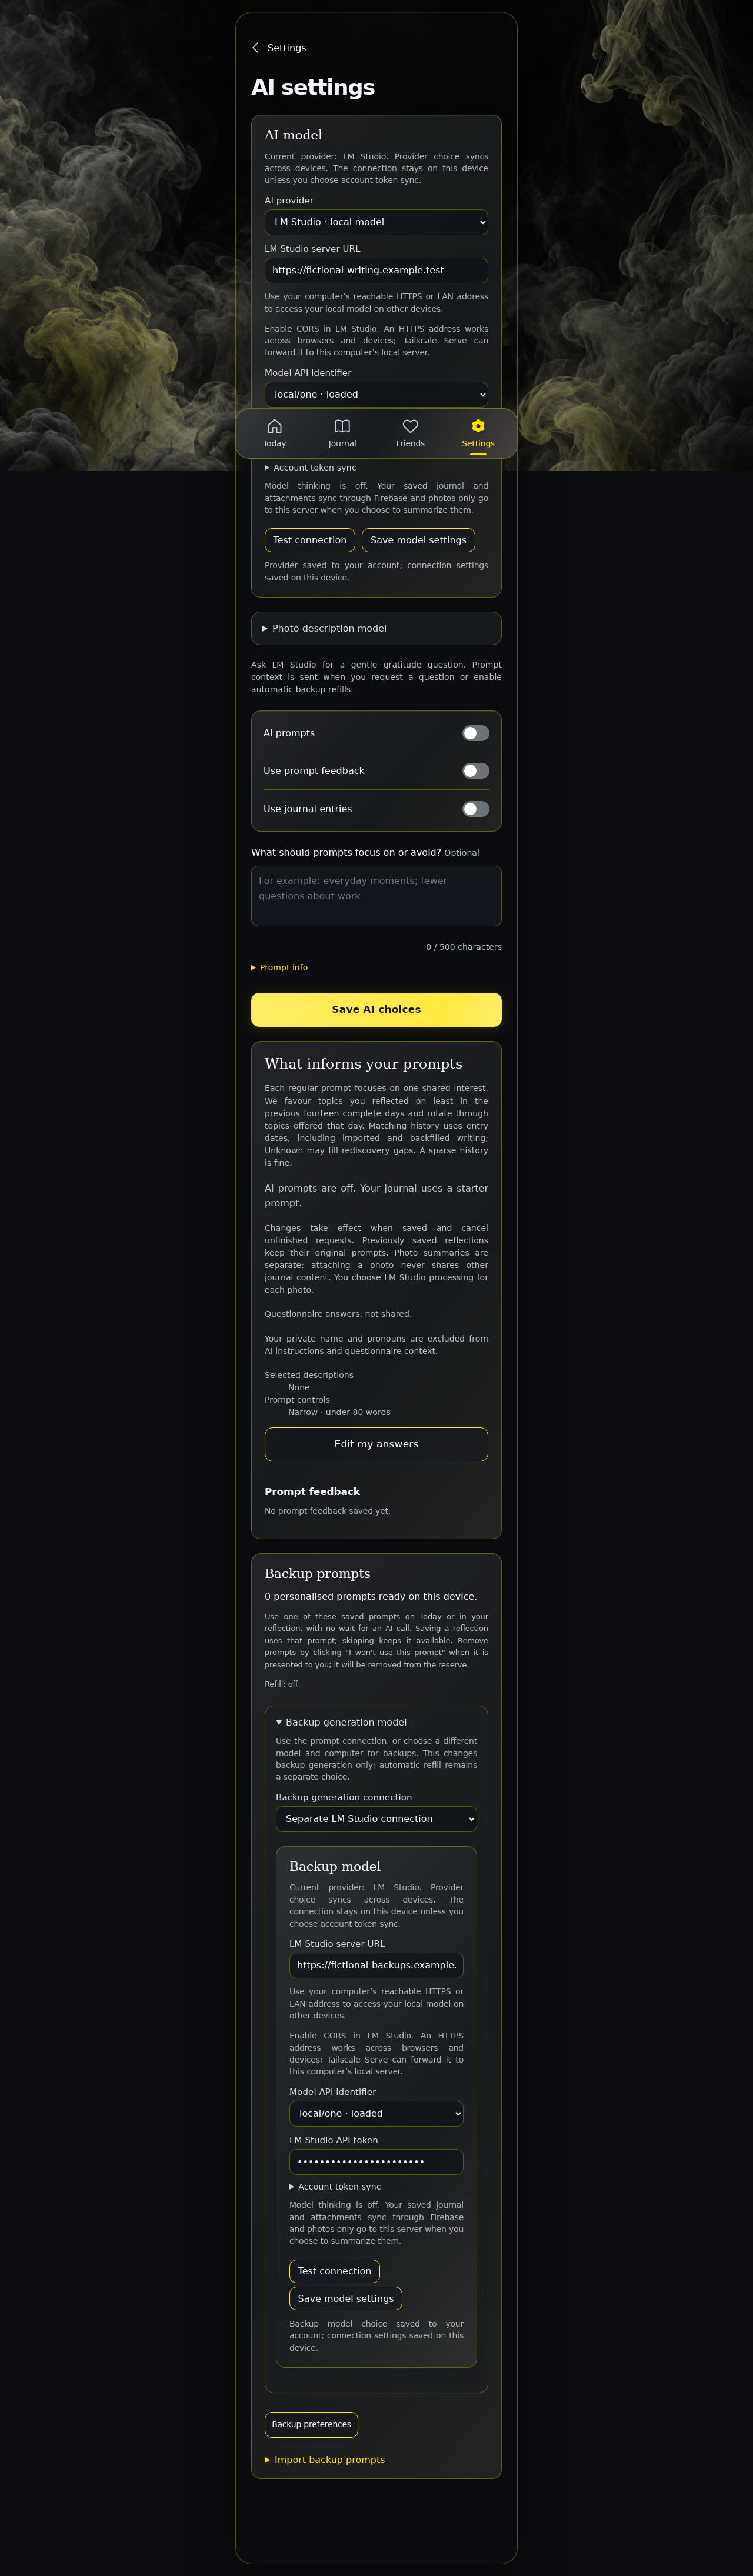 Settings
AI settings
AI model
Current provider: LM Studio. Provider choice syncs
across devices. The connection stays on this device
unless you choose account token sync.
AI provider
LM Studio · local model
LM Studio server URL
https://fictional-writing.example.test
Use your computer’s reachable HTTPS or LAN address
to access your local model on other devices.
Enable CORS in LM Studio. An HTTPS address works
across browsers and devices; Tailscale Serve can
forward it to this computer’s local server.
Model API identifier
local/one · loaded
Today
Journal
Friends
Settings
Account token sync
Model thinking is off. Your saved journal and
attachments sync through Firebase and photos only go
to this server when you choose to summarize them.
Test connection
Save model settings
Provider saved to your account; connection settings
saved on this device.
Photo description model
Ask LM Studio for a gentle gratitude question. Prompt
context is sent when you request a question or enable
automatic backup refills.
AI prompts
Use prompt feedback
Use journal entries
What should prompts focus on or avoid? Optional
For example: everyday moments; fewer
questions about work
0 / 500 characters
Prompt info
Save AI choices
What informs your prompts
Each regular prompt focuses on one shared interest.
We favour topics you reflected on least in the
previous fourteen complete days and rotate through
topics offered that day. Matching history uses entry
dates, including imported and backfilled writing;
Unknown may fill rediscovery gaps. A sparse history
is fine.
AI prompts are off. Your journal uses a starter
prompt.
Changes take effect when saved and cancel
unfinished requests. Previously saved reflections
keep their original prompts. Photo summaries are
separate: attaching a photo never shares other
journal content. You choose LM Studio processing for
each photo.
Questionnaire answers: not shared.
Your private name and pronouns are excluded from
AI instructions and questionnaire context.
Selected descriptions
None
Prompt controls
Narrow · under 80 words
Edit my answers
Prompt feedback
No prompt feedback saved yet.
Backup prompts
0 personalised prompts ready on this device.
Use one of these saved prompts on Today or in your
reflection, with no wait for an AI call. Saving a reflection
uses that prompt; skipping keeps it available. Remove
prompts by clicking "I won't use this prompt" when it is
presented to you; it will be removed from the reserve.
Refill: off.
Backup generation model
Use the prompt connection, or choose a different
model and computer for backups. This changes
backup generation only; automatic refill remains
a separate choice.
Backup generation connection
Separate LM Studio connection
Backup model
Current provider: LM Studio. Provider
choice syncs across devices. The
connection stays on this device unless you
choose account token sync.
LM Studio server URL
https://fictional-backups.example.
Use your computer’s reachable HTTPS or
LAN address to access your local model on
other devices.
Enable CORS in LM Studio. An HTTPS
address works across browsers and
devices; Tailscale Serve can forward it to
this computer’s local server.
Model API identifier
local/one · loaded
LM Studio API token
•••••••••••••••••••••••
Account token sync
Model thinking is off. Your saved journal
and attachments sync through Firebase
and photos only go to this server when you
choose to summarize them.
Test connection
Save model settings
Backup model choice saved to your
account; connection settings saved on this
device.
Backup preferences
Import backup prompts